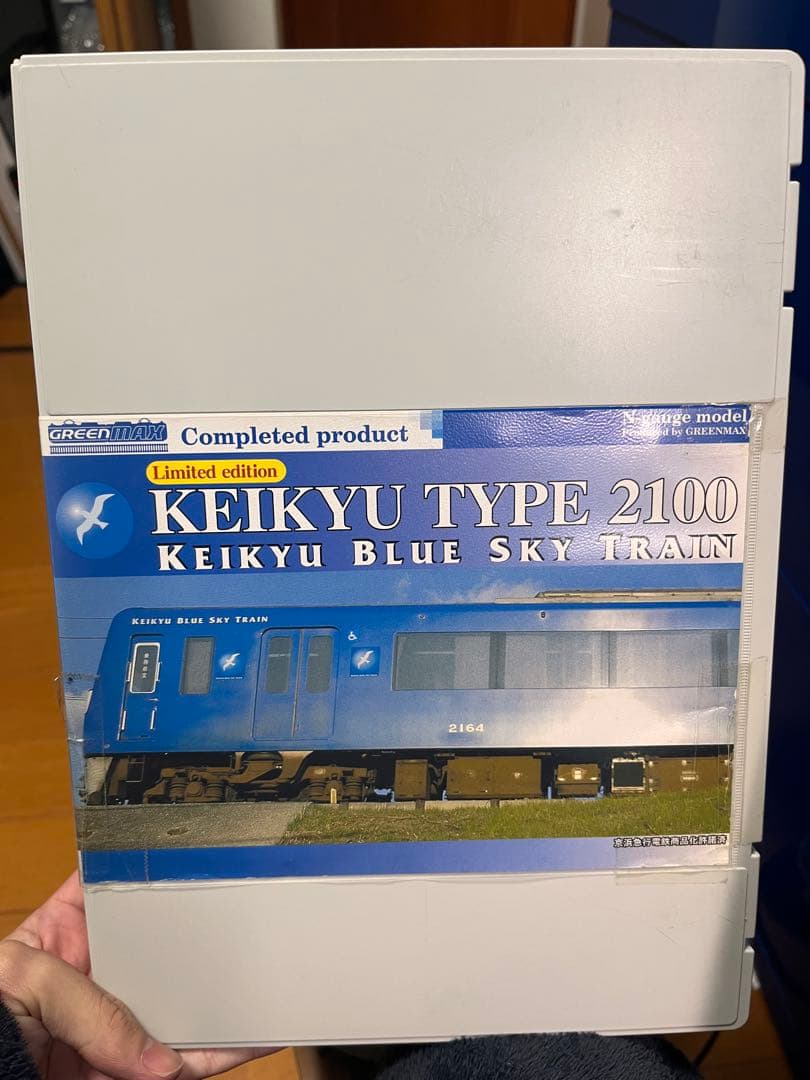 GREENMAX Completed product
N-gauge model
Produced by GREENMAX
Limited edition
KEIKYU TYPE 2100
KEIKYU BLUE SKY TRAIN
KEIKYU BLUE SKY TRAIN
2164
京浜急行電鉄商品化許諾済